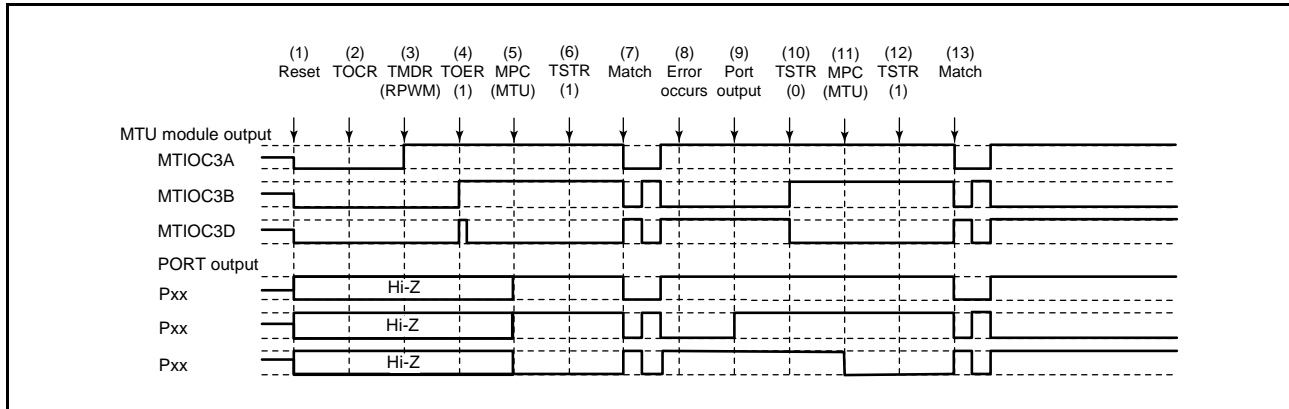 (1) (2) (3) (4) (5) (6) (7) (8) (9) (10) (11) (12) (13)
Reset TOCR TMDR TOER MPC TSTR Match Error Port TSTR MPC TSTR Match
(RPWM) (1) (MTU) (1) occurs output (0) (MTU) (1)
MTU module output
MTIOC3A
MTIOC3B
MTIOC3D
PORT output
Pxx Hi-Z
Pxx Hi-Z
Pxx Hi-Z